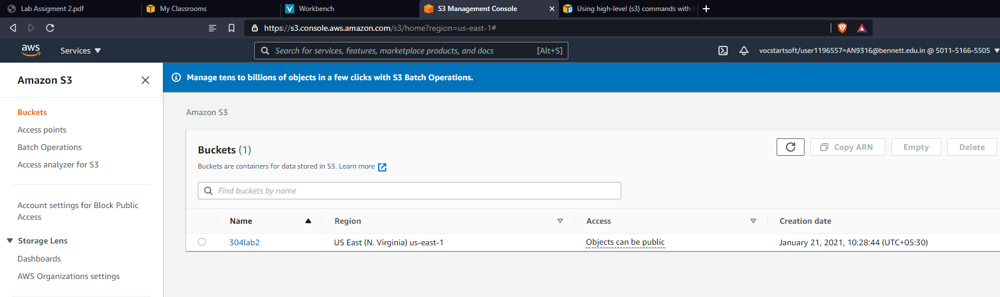 Lab Assigment 2.pdf
My Classrooms
Workbench
S3 Management Console
Using high-level (s3) commands with t
https://s3.console.aws.amazon.com/s3/home?region=us-east-1#
aws
Services
Search for services, features, marketplace products, and docs
[Alt+S]
vocstartsoft/user1196557=AN9316@bennett.edu.in @ 5011-5166-5505
Amazon S3
Manage tens to billions of objects in a few clicks with S3 Batch Operations.
Buckets
Access points
Batch Operations
Access analyzer for S3
Account settings for Block Public
Access
Storage Lens
Dashboards
AWS Organizations settings
Amazon S3
Buckets (1)
Copy ARN
Empty
Delete
Buckets are containers for data stored in S3. Learn more
Find buckets by name
Name
Region
Access
Creation date
304lab2
US East (N. Virginia) us-east-1
Objects can be public
January 21, 2021, 10:28:44 (UTC+05:30)